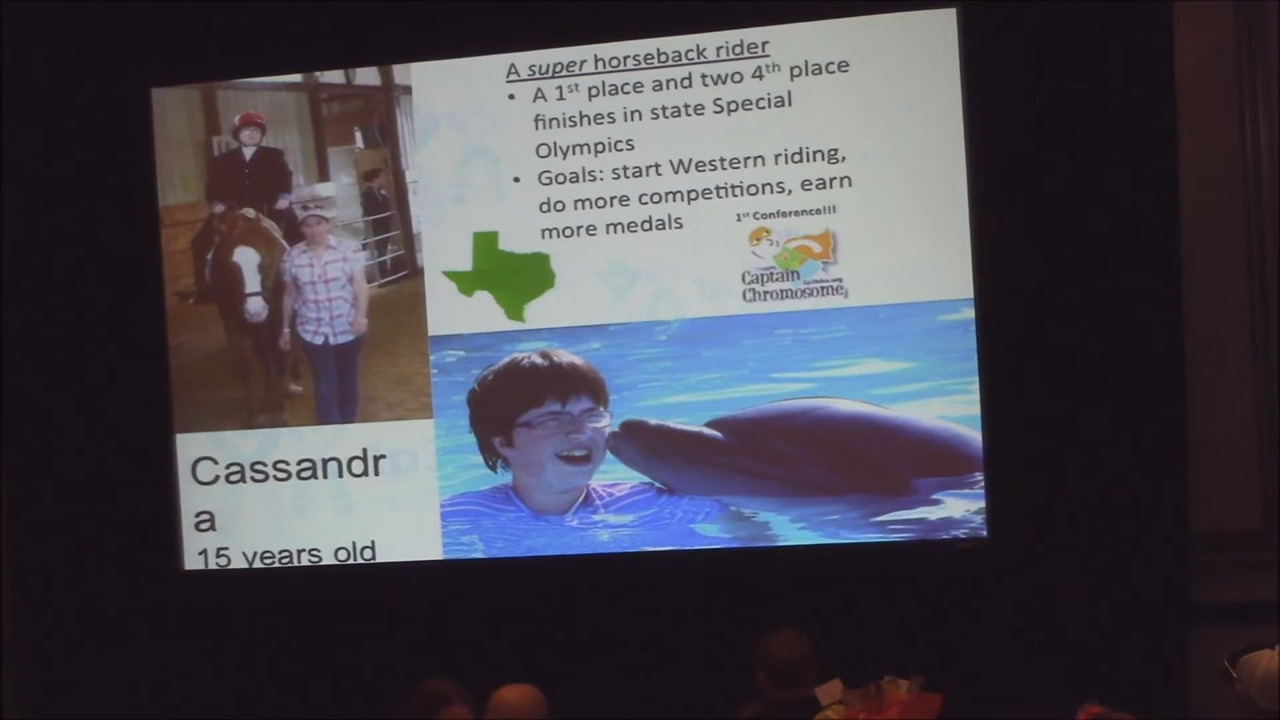 A super horseback rider
• A 1st place and two 4th place
finishes in state Special
Olympics
• Goals: start Western riding,
do more competitions, earn
more medals
1st Conference!!!
Captain
Chromosome
Cassandr
a
15 years old